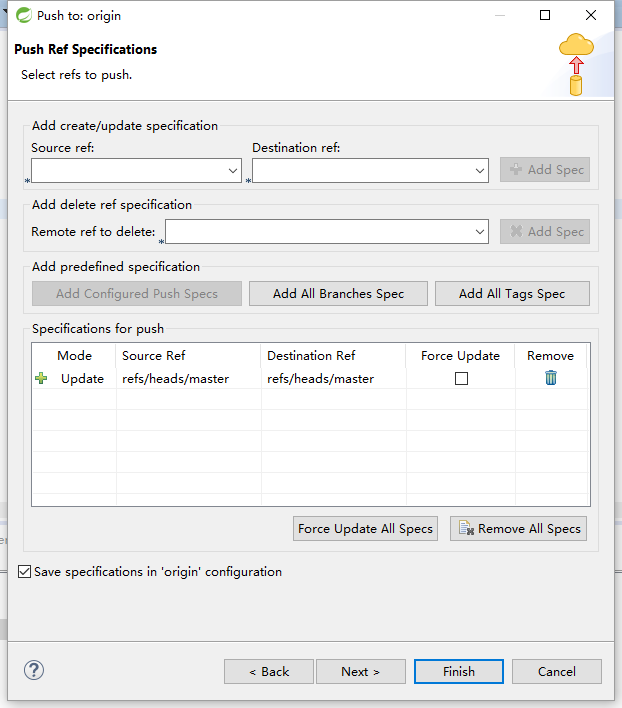 Push to: origin
Push Ref Specifications
Select refs to push.
Add create/update specification
Source ref: Destination ref:
* * Add Spec
Add delete ref specification
Remote ref to delete: * Add Spec
Add predefined specification
Add Configured Push Specs Add All Branches Spec Add All Tags Spec
Specifications for push
Mode Source Ref Destination Ref Force Update Remove
Update refs/heads/master refs/heads/master
Force Update All Specs Remove All Specs
Save specifications in 'origin' configuration
? < Back Next > Finish Cancel